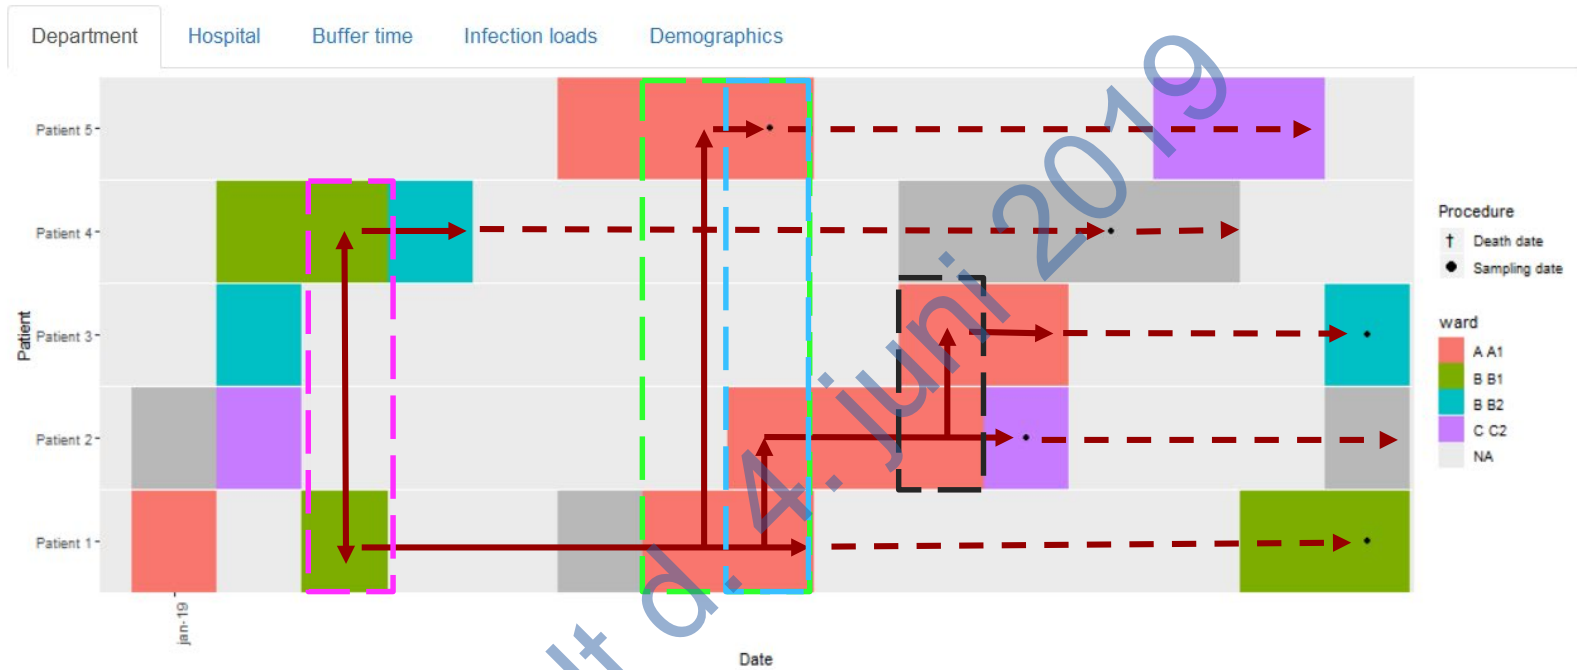 Department Hospital Buffer time Infection loads Demographics
Patient 5
Patient 4
Patient 3
Patient 2
Patient 1
Patient
jan-19
Date
Procedure
† Death date
Sampling date
ward
A A1
B B1
B B2
C C2
NA
lt d. 4. juni 2019